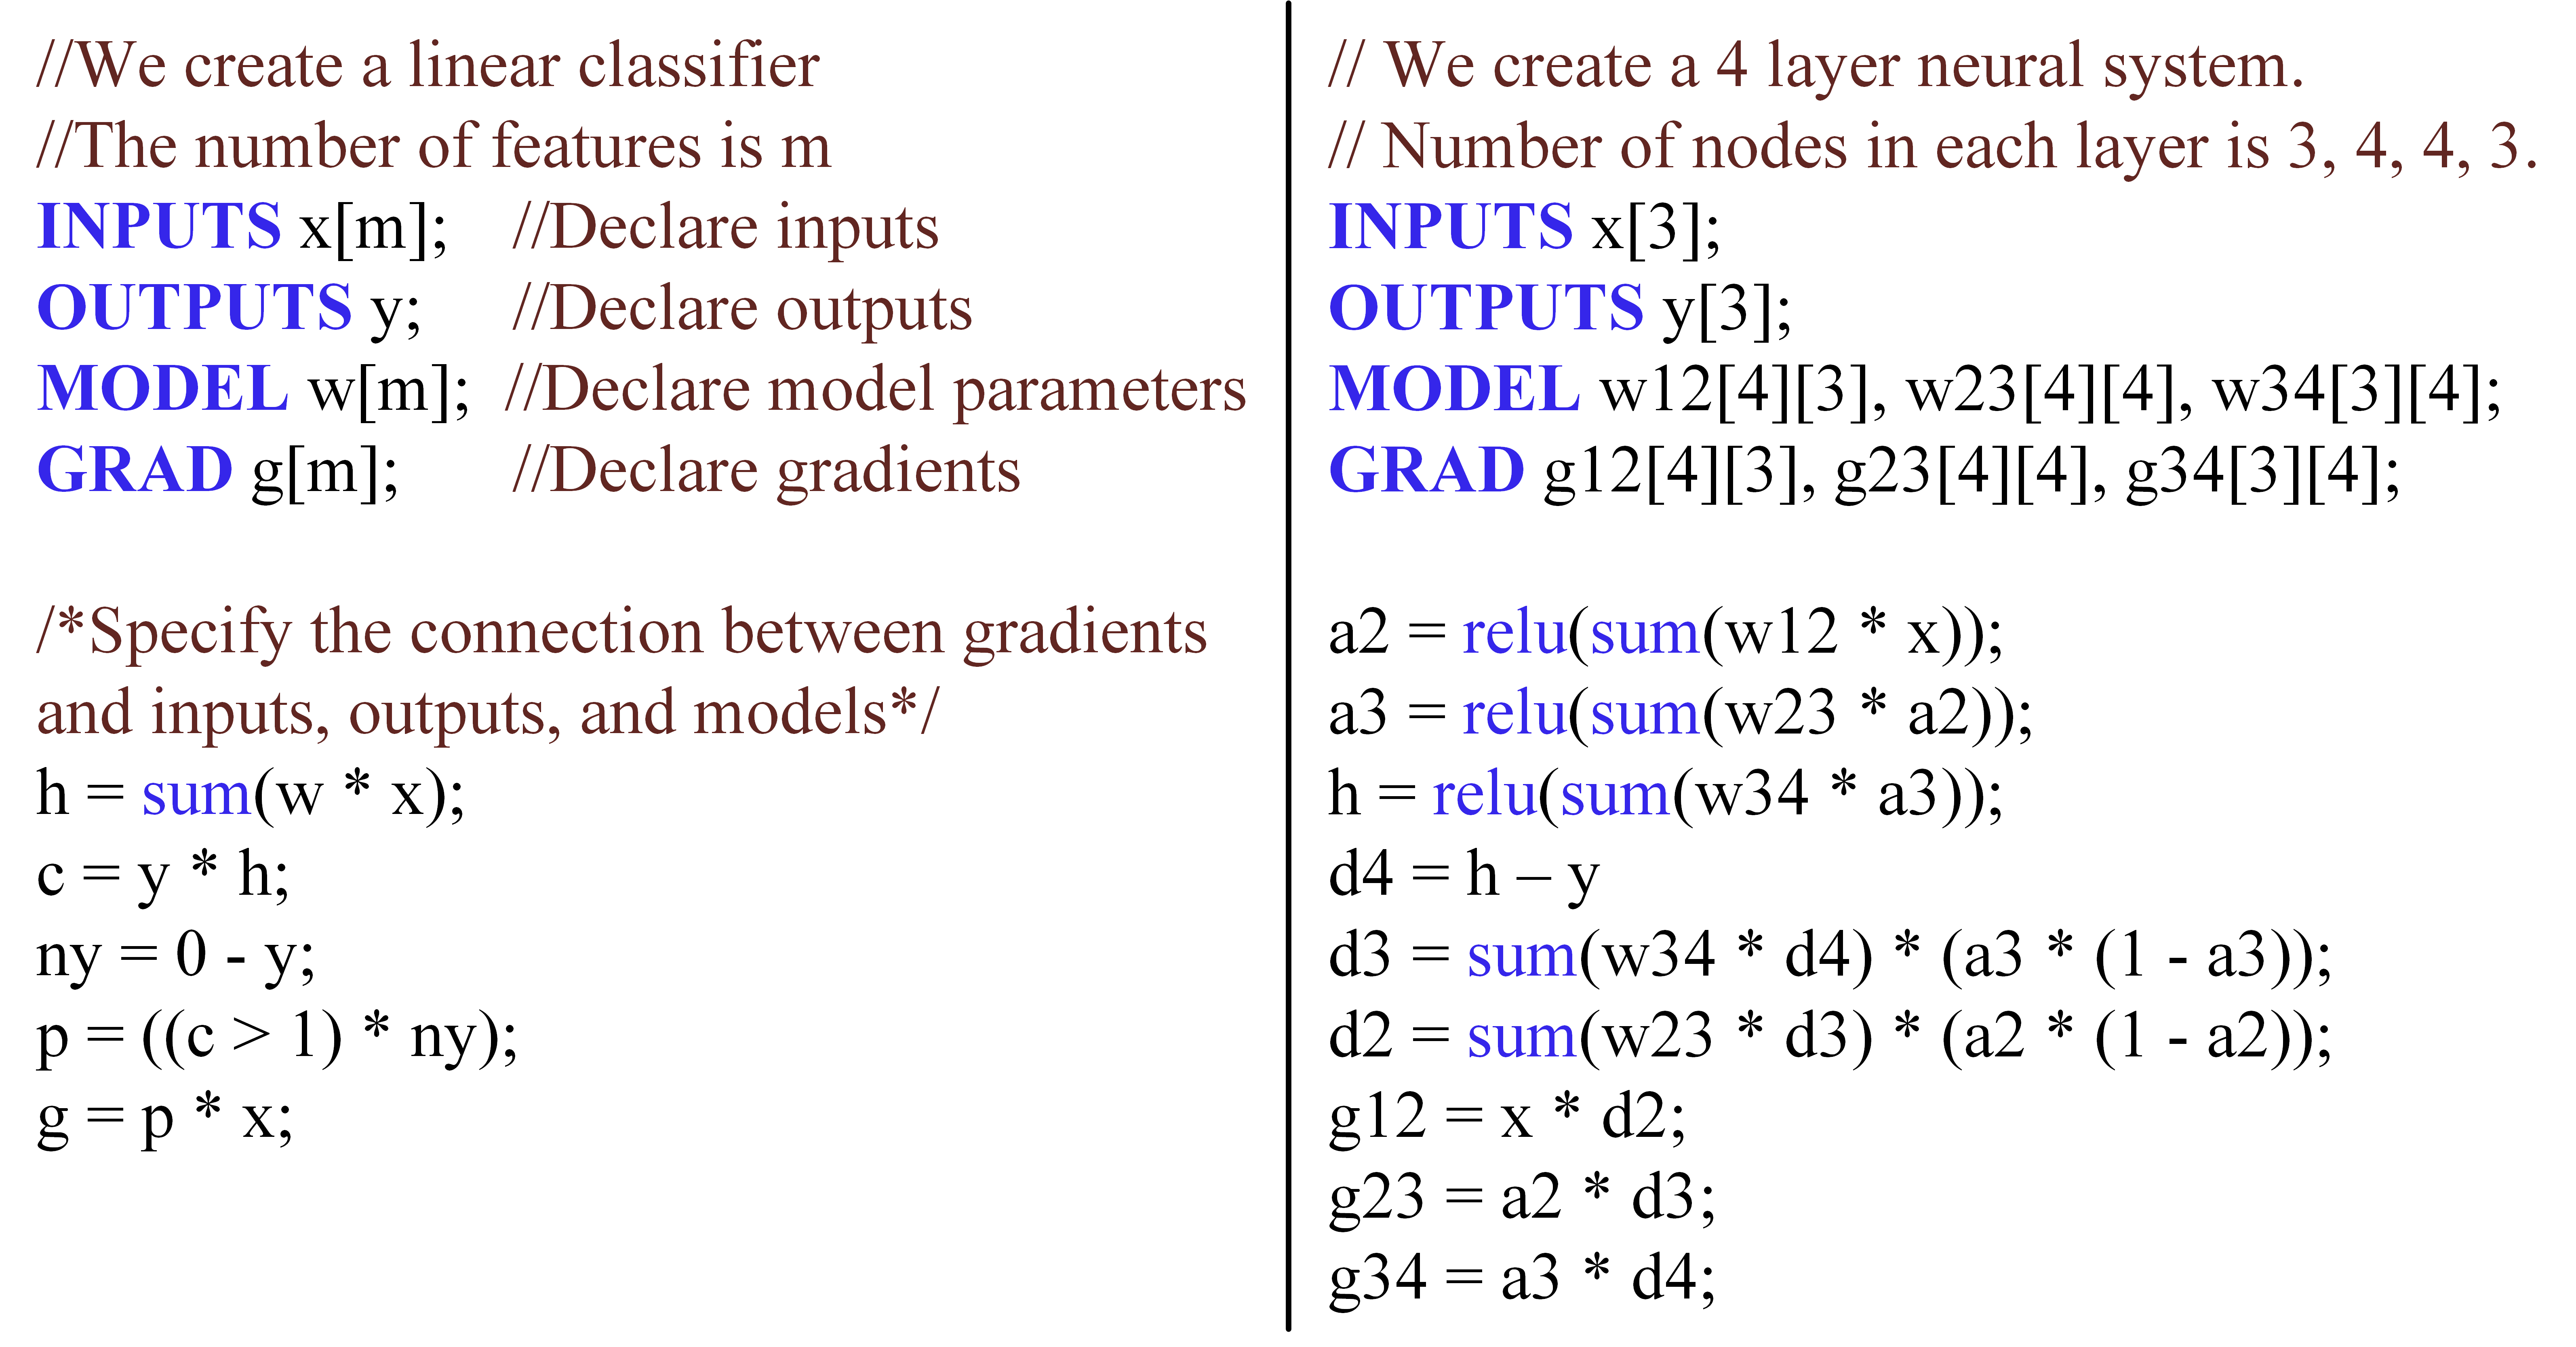 //We create a linear classifier
//The number of features is m
INPUTS x[m]; //Declare inputs
OUTPUTS y; //Declare outputs
MODEL w[m]; //Declare model parameters
GRAD g[m]; //Declare gradients
/*Specify the connection between gradients
and inputs, outputs, and models*/
h = sum(w * x);
c = y * h;
ny = 0 - y;
p = ((c > 1) * ny);
g = p * x;
// We create a 4 layer neural system.
// Number of nodes in each layer is 3, 4, 4, 3.
INPUTS x[3];
OUTPUTS y[3];
MODEL w12[4][3], w23[4][4], w34[3][4];
GRAD g12[4][3], g23[4][4], g34[3][4];
a2 = relu(sum(w12 * x));
a3 = relu(sum(w23 * a2));
h = relu(sum(w34 * a3));
d4 = h – y
d3 = sum(w34 * d4) * (a3 * (1 - a3));
d2 = sum(w23 * d3) * (a2 * (1 - a2));
g12 = x * d2;
g23 = a2 * d3;
g34 = a3 * d4;